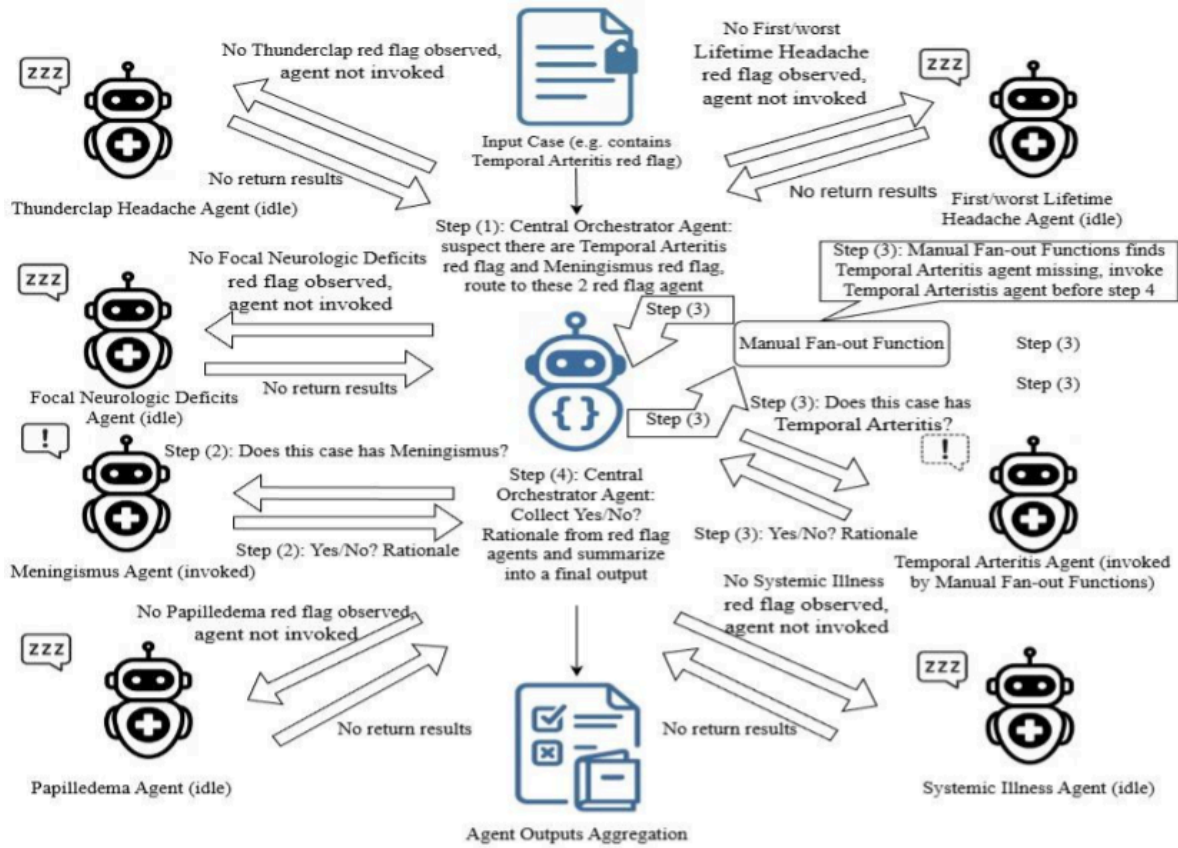 zzz
No Thunderclap red flag observed,
agent not invoked
No return results
Thunderclap Headache Agent (idle)
Input Case (e.g. contains
Temporal Arteritis red flag)
No First/worst
Lifetime Headache
red flag observed,
agent not invoked
zzz
No return results
First/worst Lifetime
Headache Agent (idle)
Step (1): Central Orchestrator Agent:
suspect there are Temporal Arteritis
red flag and Meningismus red flag,
route to these 2 red flag agent
Step (3): Manual Fan-out Functions finds
Temporal Arteritis agent missing, invoke
Temporal Arteristis agent before step 4
zzz
No Focal Neurologic Deficits
red flag observed,
agent not invoked
No return results
Focal Neurologic Deficits
Agent (idle)
Step (3)
Manual Fan-out Function
Step (3)
Step (3)
{ }
Step (3)
Step (3): Does this case has
Temporal Arteritis?
!
Step (2): Does this case has Meningismus?
Step (2): Yes/No? Rationale
Meningismus Agent (invoked)
Step (4): Central
Orchestrator Agent:
Collect Yes/No?
Rationale from red flag
agents and summarize
into a final output
!
Step (3): Yes/No? Rationale
Temporal Arteritis Agent (invoked
by Manual Fan-out Functions)
No Papilledema red flag observed,
agent not invoked
zzz
No return results
Papilledema Agent (idle)
No Systemic Illness
red flag observed,
agent not invoked
zzz
No return results
Systemic Illness Agent (idle)
Agent Outputs Aggregation